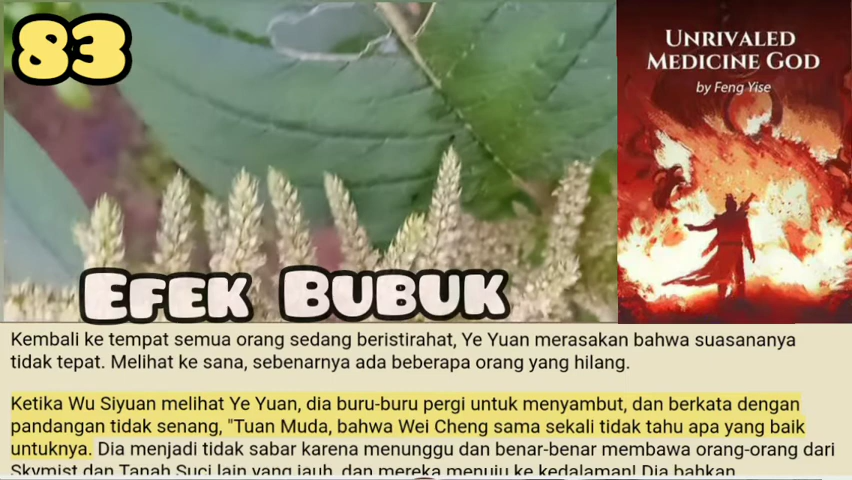 83
UNRIVALED
MEDICINE GOD
by Feng Yise
EFEK BUBUK
Kembali ke tempat semua orang sedang beristirahat, Ye Yuan merasakan bahwa suasananya
tidak tepat. Melihat ke sana, sebenarnya ada beberapa orang yang hilang.
Ketika Wu Siyuan melihat Ye Yuan, dia buru-buru pergi untuk menyambut, dan berkata dengan
pandangan tidak senang, "Tuan Muda, bahwa Wei Cheng sama sekali tidak tahu apa yang baik
untuknya. Dia menjadi tidak sabar karena menunggu dan benar-benar membawa orang-orang dari
Skymist dan Tanah Suci lain yang jauh, dan mereka menuju ke kedalaman! Dia bahkan